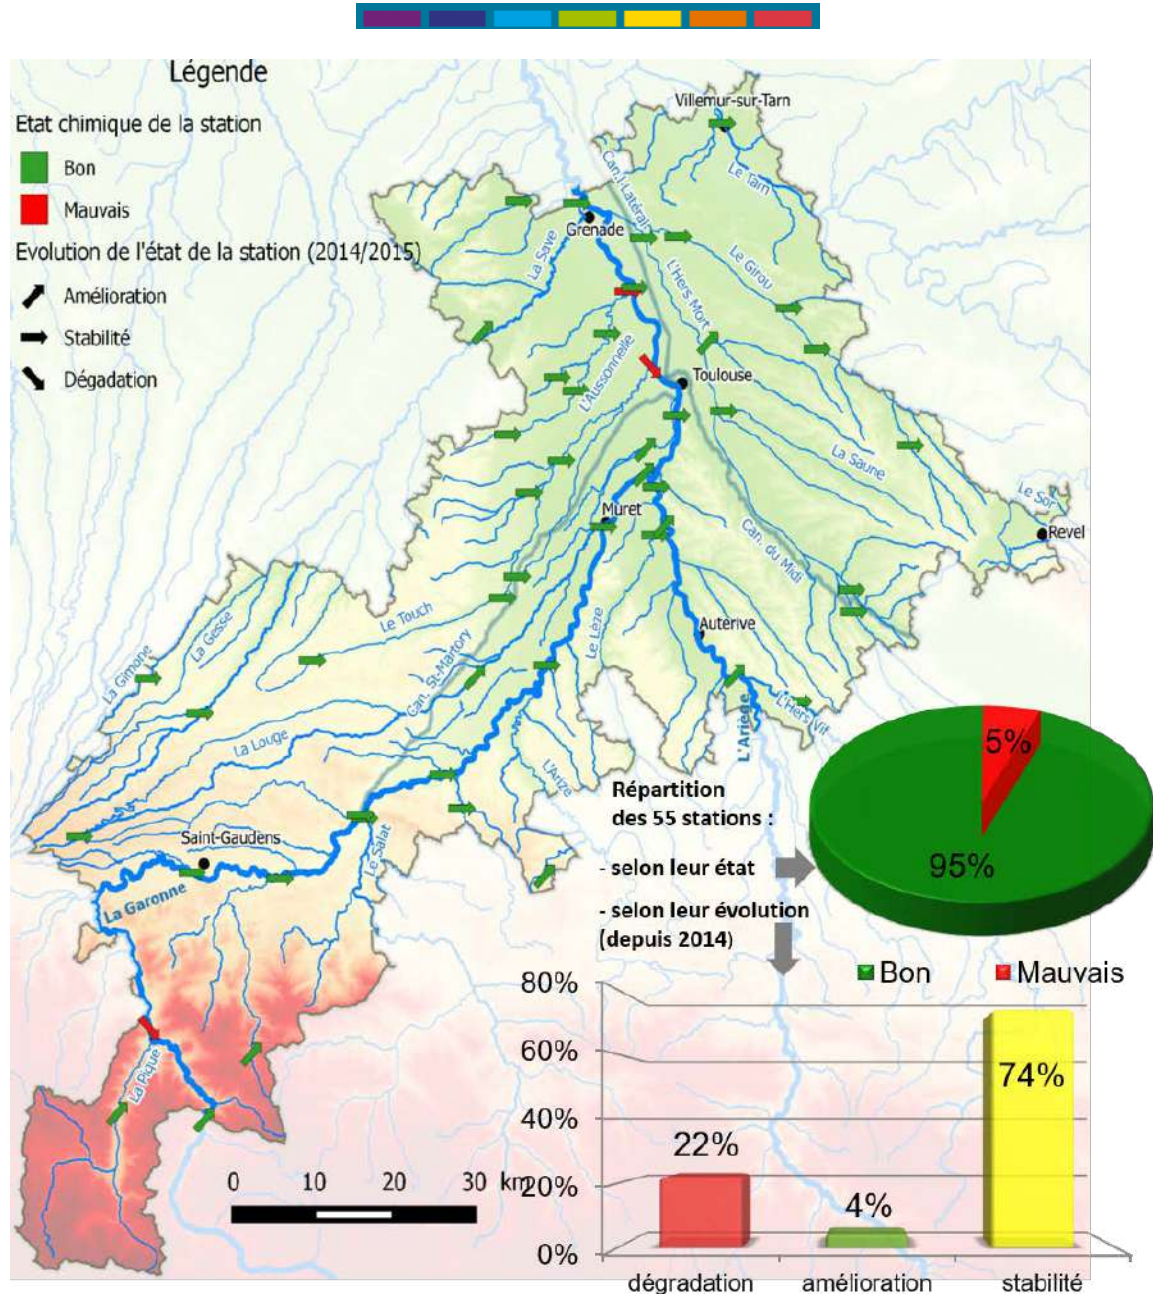 Légende
Etat chimique de la station
Bon
Mauvais
Evolution de l'état de la station (2014/2015)
Amélioration
Stabilité
Dégadation
Villemur-sur-Tarn
Le Tarn
Can. Latéral
Grenade
La Save
Le Girou
L'Hers Mort
L'Aussonnelle
Toulouse
La Saune
Le Sor
Revel
Muret
Can. du Midi
Le Touch
La Gesse
La Gimone
Le Lèze
Auterive
Can. St-Martory
L'Hers Vif
L'Ariège
La Louge
L'Arize
Saint-Gaudens
Le Salat
La Garonne
La Pique
0 10 20 30 km
Répartition
des 55 stations :
- selon leur état
- selon leur évolution
(depuis 2014)
5%
95%
Bon Mauvais
80%
60%
40%
20%
0%
22%
4%
74%
dégradation amélioration stabilité